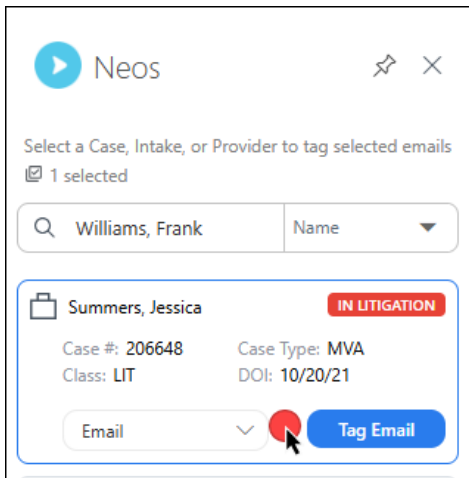 Neos
Select a Case, Intake, or Provider to tag selected emails
1 selected
Williams, Frank Name
Summers, Jessica IN LITIGATION
Case #: 206648 Case Type: MVA
Class: LIT DOI: 10/20/21
Email Tag Email